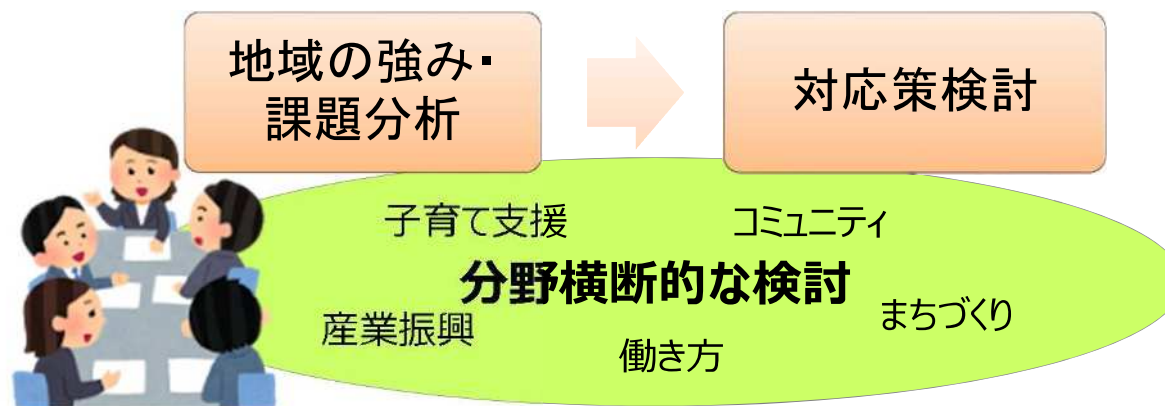 地域の強み・
課題分析
対応策検討
子育て支援
コミュニティ
分野横断的な検討
産業振興
まちづくり
働き方